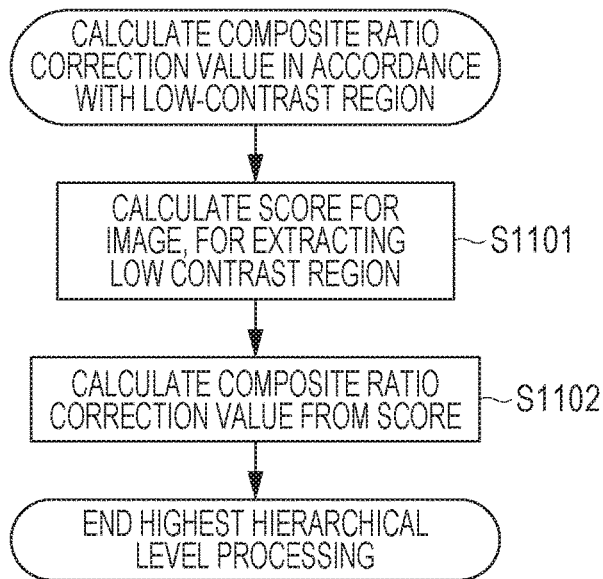 CALCULATE COMPOSITE RATIO
CORRECTION VALUE IN ACCORDANCE
WITH LOW-CONTRAST REGION
CALCULATE SCORE FOR
IMAGE, FOR EXTRACTING
LOW CONTRAST REGION
S1101
CALCULATE COMPOSITE RATIO
CORRECTION VALUE FROM SCORE
S1102
END HIGHEST HIERARCHICAL
LEVEL PROCESSING